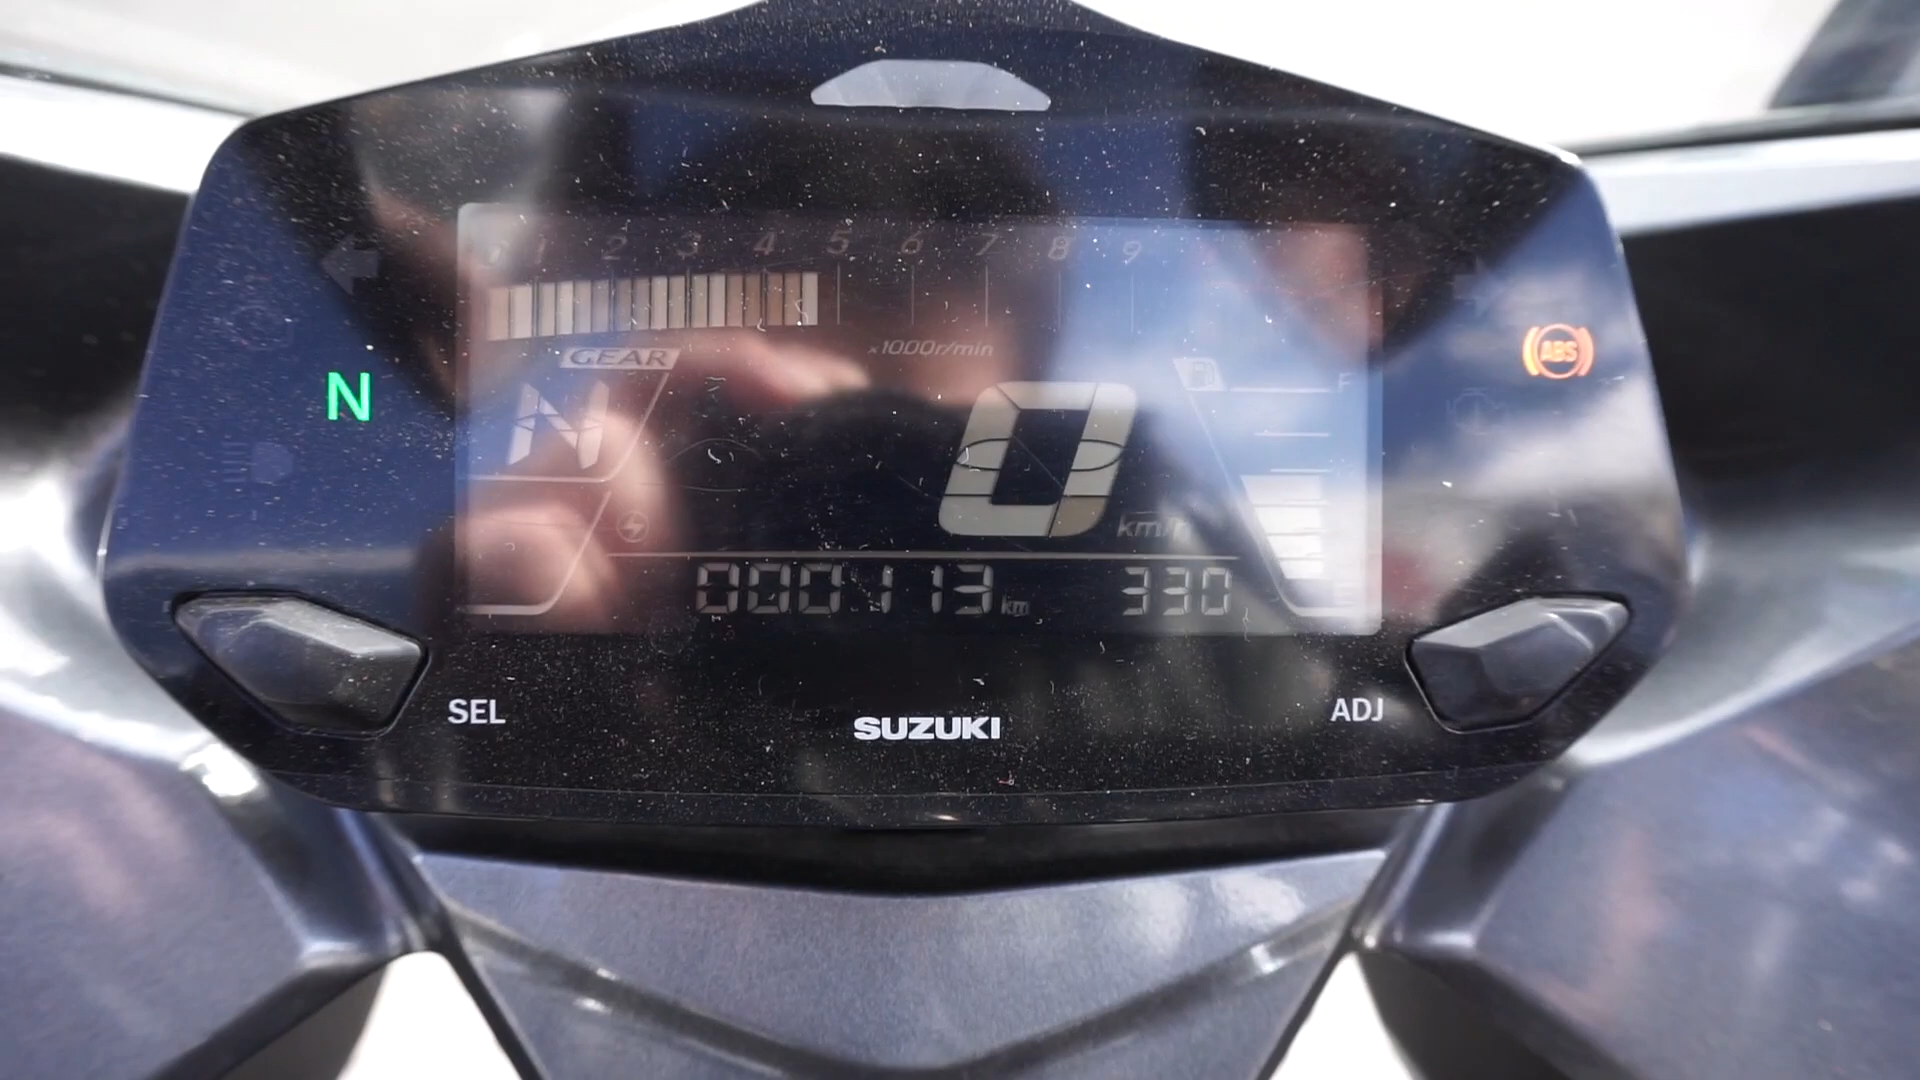 0 1 2 3 4 5 6 7 8 9
x1000r/min
GEAR
N
N
ABS
F
0
km/h
000113 km
330
SEL
SUZUKI
ADJ